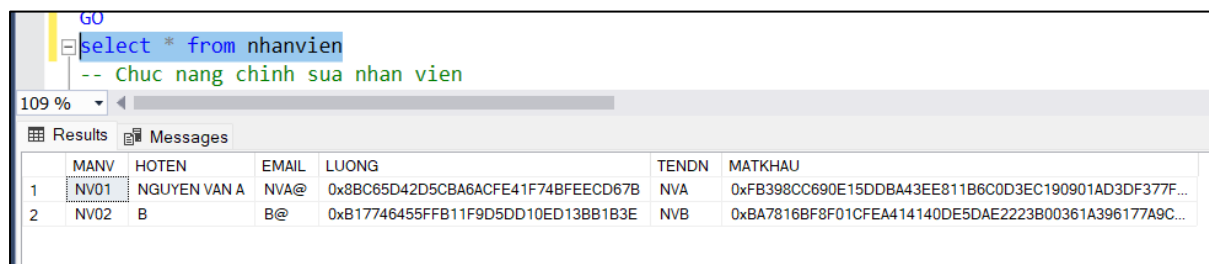 GO
select * from nhanvien
-- Chuc nang chinh sua nhan vien
109 %
Results Messages
MANV HOTEN EMAIL LUONG TENDN MATKHAU
1 NV01 NGUYEN VAN A NVA@ 0x8BC65D42D5CBA6ACFE41F74BFEECD67B NVA 0xFB398CC690E15DDBA43EE811B6C0D3EC190901AD3DF377F...
2 NV02 B B@ 0xB17746455FFB11F9D5DD10ED13BB1B3E NVB 0xBA7816BF8F01CFEA414140DE5DAE2223B00361A396177A9C...